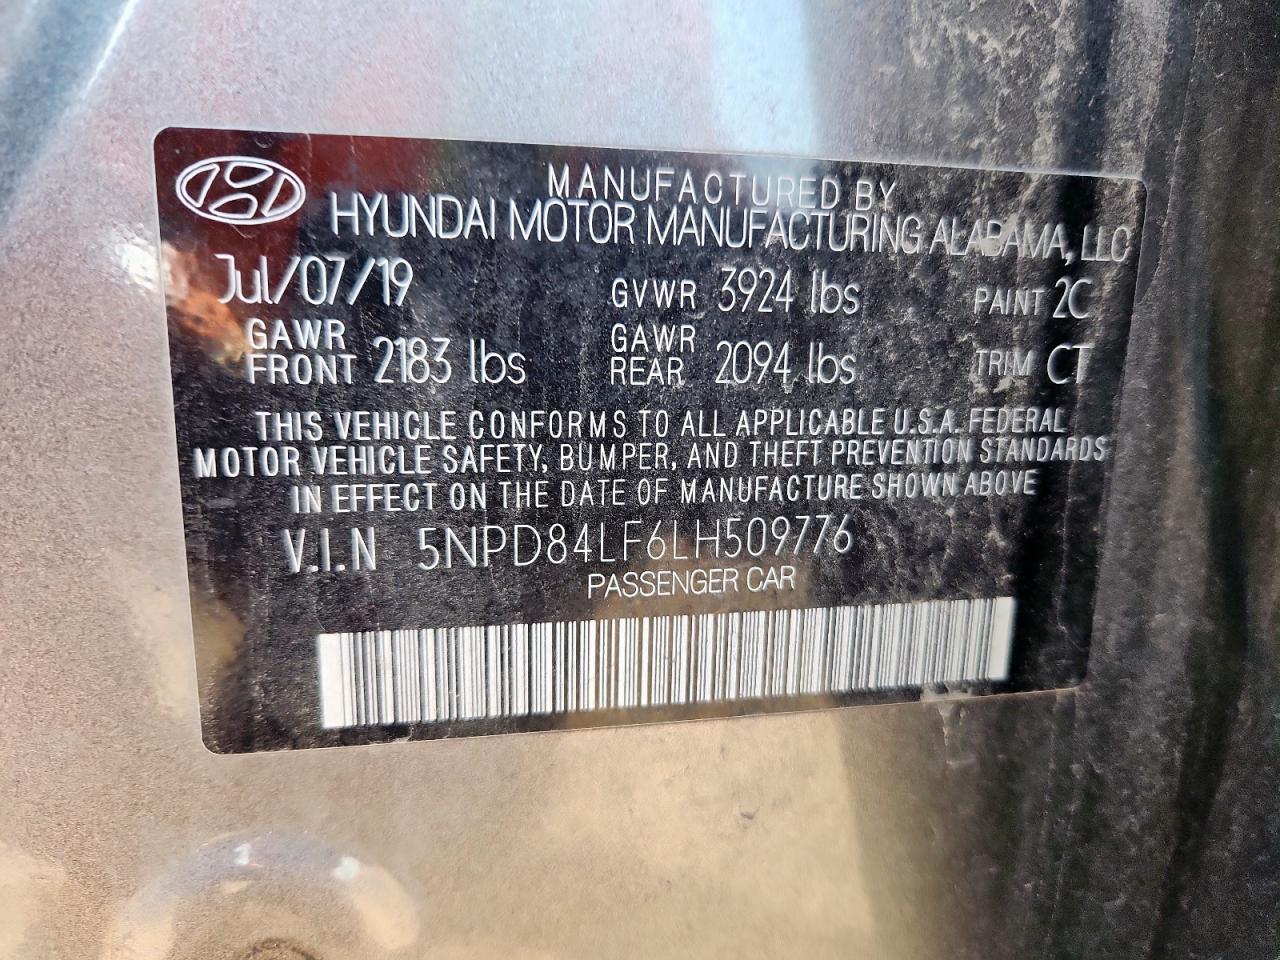 MANUFACTURED BY
HYUNDAI MOTOR MANUFACTURING ALABAMA, LLC
Jul/07/19 GVWR 3924 lbs PAINT 2C
GAWR FRONT 2183 lbs GAWR REAR 2094 lbs TRIM CT
THIS VEHICLE CONFORMS TO ALL APPLICABLE U.S.A. FEDERAL
MOTOR VEHICLE SAFETY, BUMPER, AND THEFT PREVENTION STANDARDS
IN EFFECT ON THE DATE OF MANUFACTURE SHOWN ABOVE
V.I.N 5NPD84LF6LH509776
PASSENGER CAR